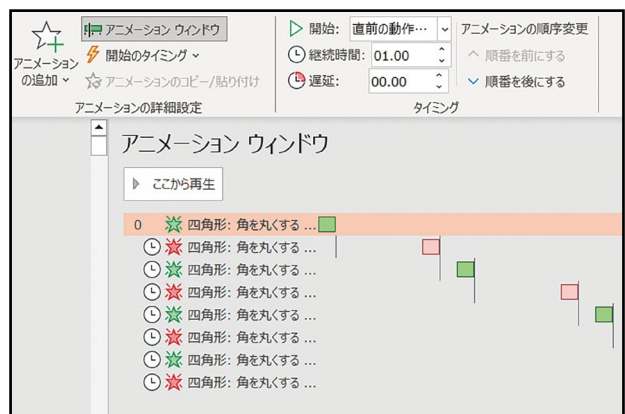 アニメーション ウィンドウ
開始のタイミング
アニメーションのコピー/貼り付け
アニメーション
の追加
アニメーションの詳細設定
開始: 直前の動作…
継続時間: 01.00
遅延: 00.00
タイミング
アニメーションの順序変更
順番を前にする
順番を後にする
アニメーション ウィンドウ
ここから再生
0 四角形: 角を丸くする ...
四角形: 角を丸くする ...
四角形: 角を丸くする ...
四角形: 角を丸くする ...
四角形: 角を丸くする ...
四角形: 角を丸くする ...
四角形: 角を丸くする ...
四角形: 角を丸くする ...